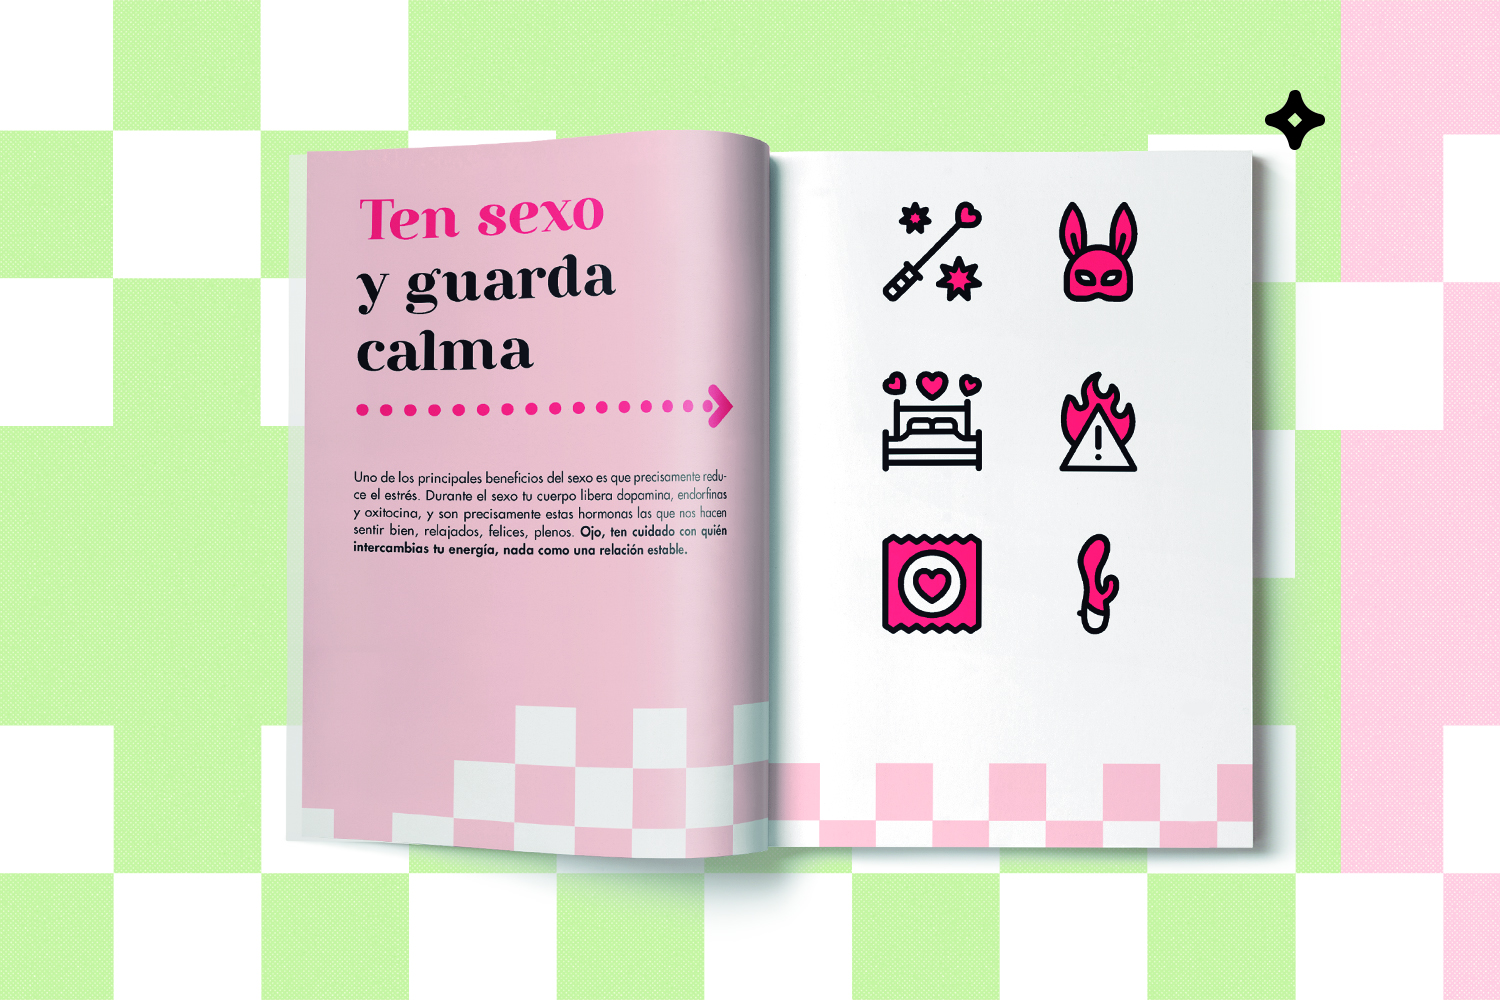 Ten sexo
y guarda
calma
Uno de los principales beneficios del sexo es que precisamente redu-
ce el estrés. Durante el sexo tu cuerpo libera dopamina, endorfinas
y oxitocina, y son precisamente estas hormonas las que nos hacen
sentir bien, relajados, felices, plenos. Ojo, ten cuidado con quién
intercambias tu energía, nada como una relación estable.